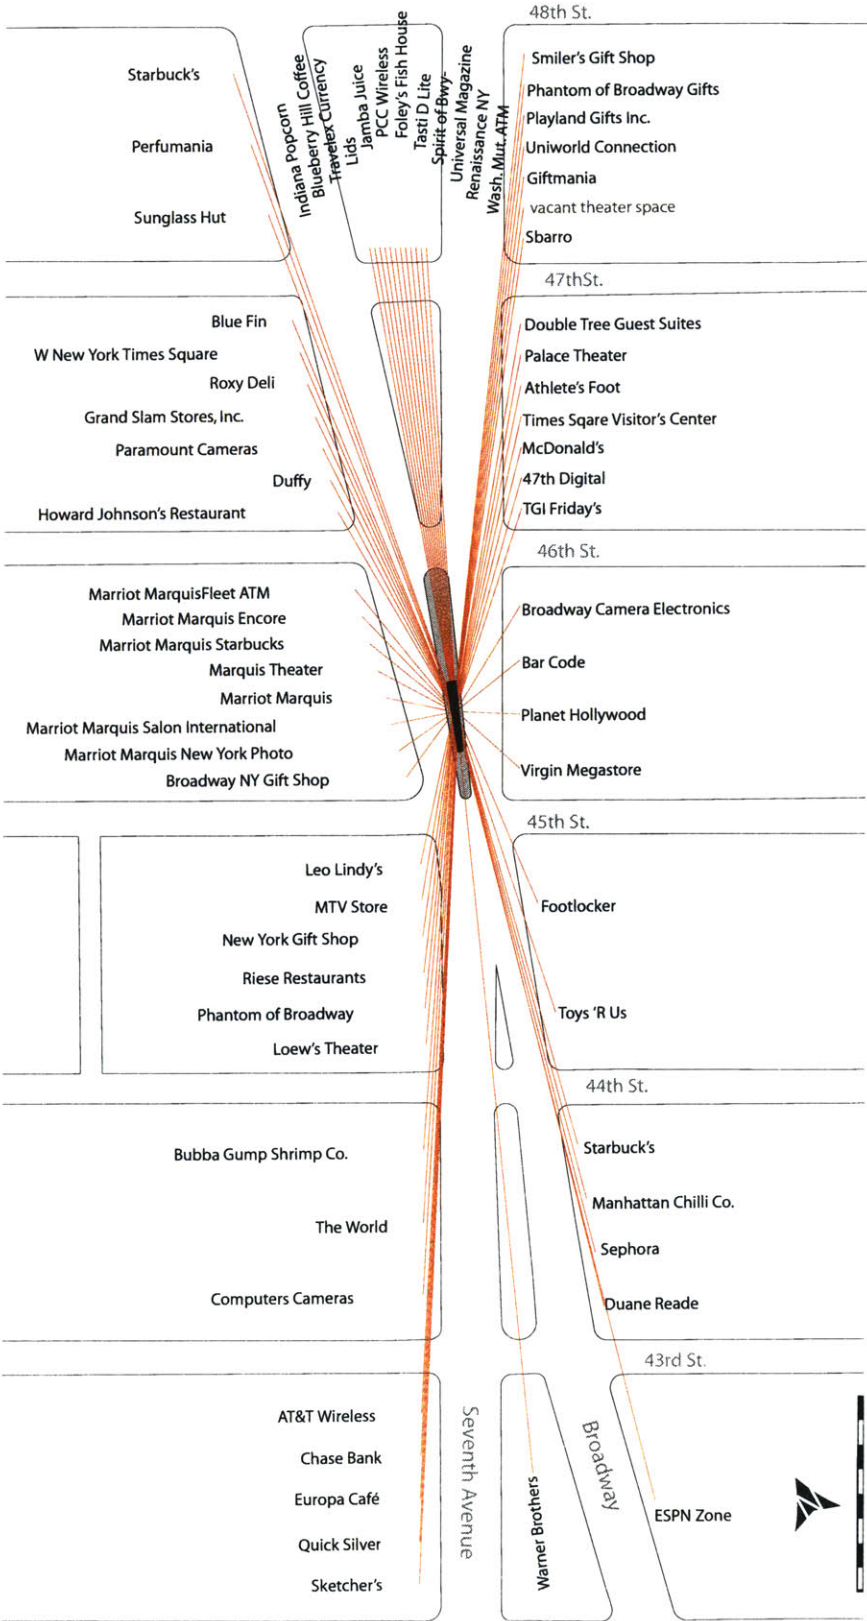 48th St.
Starbuck's
Perfumania
Sunglass Hut
Indiana Popcorn
Blueberry Hill Coffee
Travelex Currency
Lids
Jamba Juice
PCC Wireless
Foley's Fish House
Tasti D Lite
Spirit of Bwy-
Universal Magazine
Renaissance NY
Wash. Mut. ATM
Smiler's Gift Shop
Phantom of Broadway Gifts
Playland Gifts Inc.
Uniworld Connection
Giftmania
vacant theater space
Sbarro
47thSt.
Blue Fin
W New York Times Square
Roxy Deli
Grand Slam Stores, Inc.
Paramount Cameras
Duffy
Howard Johnson's Restaurant
Double Tree Guest Suites
Palace Theater
Athlete's Foot
Times Sqare Visitor's Center
McDonald's
47th Digital
TGI Friday's
46th St.
Marriot MarquisFleet ATM
Marriot Marquis Encore
Marriot Marquis Starbucks
Marquis Theater
Marriot Marquis
Marriot Marquis Salon International
Marriot Marquis New York Photo
Broadway NY Gift Shop
Broadway Camera Electronics
Bar Code
Planet Hollywood
Virgin Megastore
45th St.
Leo Lindy's
MTV Store
New York Gift Shop
Riese Restaurants
Phantom of Broadway
Loew's Theater
Footlocker
Toys 'R Us
44th St.
Bubba Gump Shrimp Co.
The World
Computers Cameras
Starbuck's
Manhattan Chilli Co.
Sephora
Duane Reade
43rd St.
AT&T Wireless
Chase Bank
Europa Café
Quick Silver
Sketcher's
Seventh Avenue
Warner Brothers
Broadway
ESPN Zone